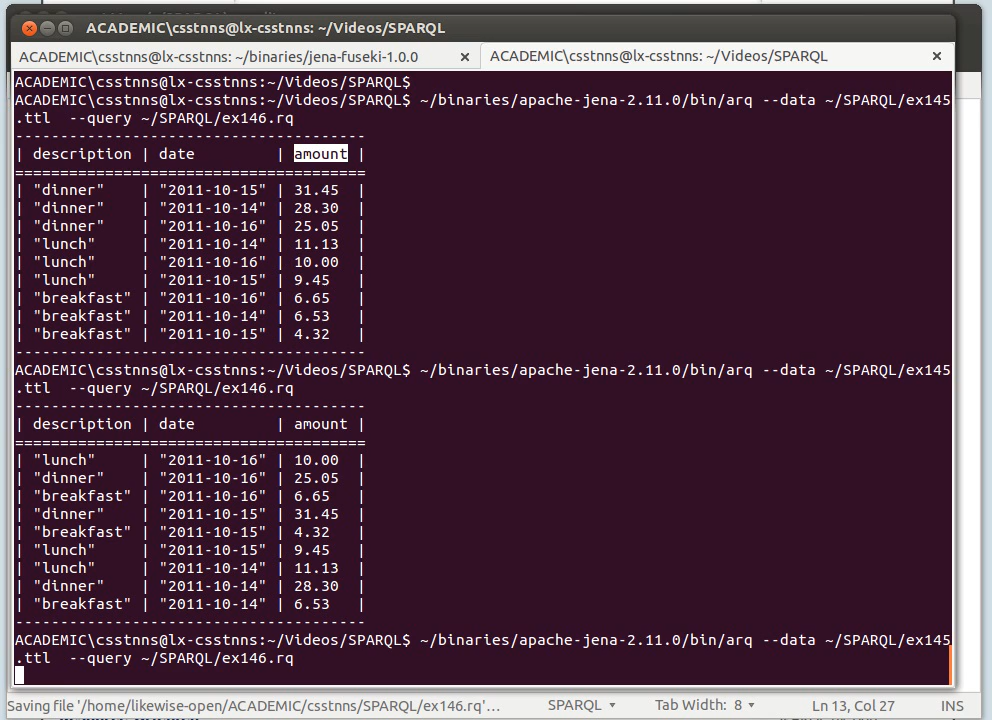 ACADEMIC\csstnns@lx-csstnns: ~/Videos/SPARQL
ACADEMIC\csstnns@lx-csstnns: ~/binaries/jena-fuseki-1.0.0 × ACADEMIC\csstnns@lx-csstnns: ~/Videos/SPARQL ×
ACADEMIC\csstnns@lx-csstnns:~/Videos/SPARQL$
ACADEMIC\csstnns@lx-csstnns:~/Videos/SPARQL$ ~/binaries/apache-jena-2.11.0/bin/arq --data ~/SPARQL/ex145
.ttl  --query ~/SPARQL/ex146.rq
---------------------------------------
| description | date         | amount |
=======================================
| "dinner"    | "2011-10-15" | 31.45  |
| "dinner"    | "2011-10-14" | 28.30  |
| "dinner"    | "2011-10-16" | 25.05  |
| "lunch"     | "2011-10-14" | 11.13  |
| "lunch"     | "2011-10-16" | 10.00  |
| "lunch"     | "2011-10-15" | 9.45   |
| "breakfast" | "2011-10-16" | 6.65   |
| "breakfast" | "2011-10-14" | 6.53   |
| "breakfast" | "2011-10-15" | 4.32   |
---------------------------------------
ACADEMIC\csstnns@lx-csstnns:~/Videos/SPARQL$ ~/binaries/apache-jena-2.11.0/bin/arq --data ~/SPARQL/ex145
.ttl  --query ~/SPARQL/ex146.rq
---------------------------------------
| description | date         | amount |
=======================================
| "lunch"     | "2011-10-16" | 10.00  |
| "dinner"    | "2011-10-16" | 25.05  |
| "breakfast" | "2011-10-16" | 6.65   |
| "dinner"    | "2011-10-15" | 31.45  |
| "breakfast" | "2011-10-15" | 4.32   |
| "lunch"     | "2011-10-15" | 9.45   |
| "lunch"     | "2011-10-14" | 11.13  |
| "dinner"    | "2011-10-14" | 28.30  |
| "breakfast" | "2011-10-14" | 6.53   |
---------------------------------------
ACADEMIC\csstnns@lx-csstnns:~/Videos/SPARQL$ ~/binaries/apache-jena-2.11.0/bin/arq --data ~/SPARQL/ex145
.ttl  --query ~/SPARQL/ex146.rq
Saving file '/home/likewise-open/ACADEMIC/csstnns/SPARQL/ex146.rq'... SPARQL ▾ Tab Width: 8 ▾ Ln 13, Col 27 INS